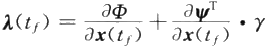 λ(t_f) = ∂Φ/∂x(t_f) + ∂ψ^T/∂x(t_f) • γ